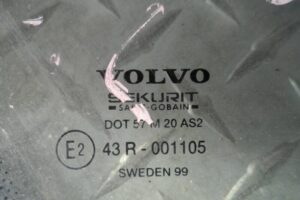 VOLVO
SEKURIT
SAINT-GOBAIN
DOT 57 M 20 AS2
E2 43 R - 001105
SWEDEN 99